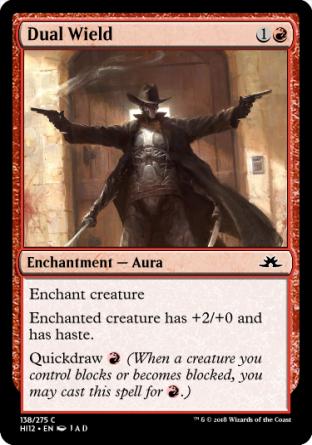 Dual Wield 1
Enchantment — Aura
Enchant creature
Enchanted creature has +2/+0 and
has haste.
Quickdraw (When a creature you
control blocks or becomes blocked, you
may cast this spell for .)
138/275 C
HI12 • EN J A D
™ & © 2018 Wizards of the Coast